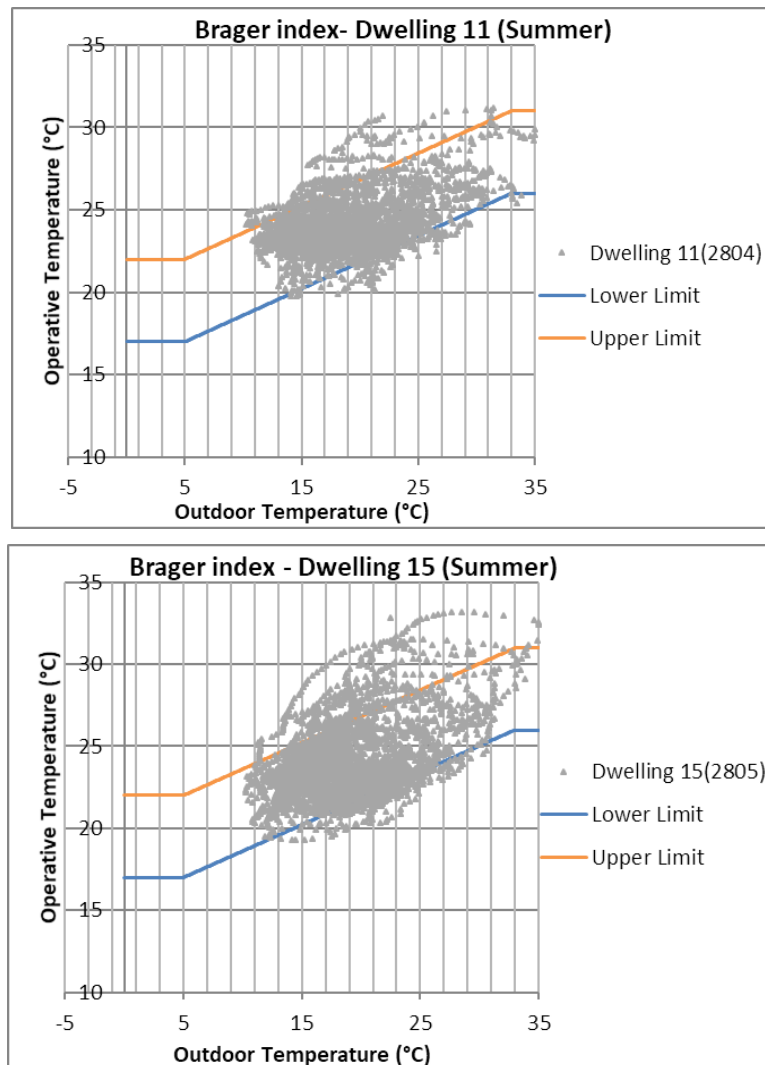 Brager index- Dwelling 11 (Summer)
Operative Temperature (°C)
35
30
25
20
15
10
-5 5 15 25 35
Outdoor Temperature (°C)
Dwelling 11(2804)
Lower Limit
Upper Limit
Brager index - Dwelling 15 (Summer)
Operative Temperature (°C)
35
30
25
20
15
10
-5 5 15 25 35
Outdoor Temperature (°C)
Dwelling 15(2805)
Lower Limit
Upper Limit